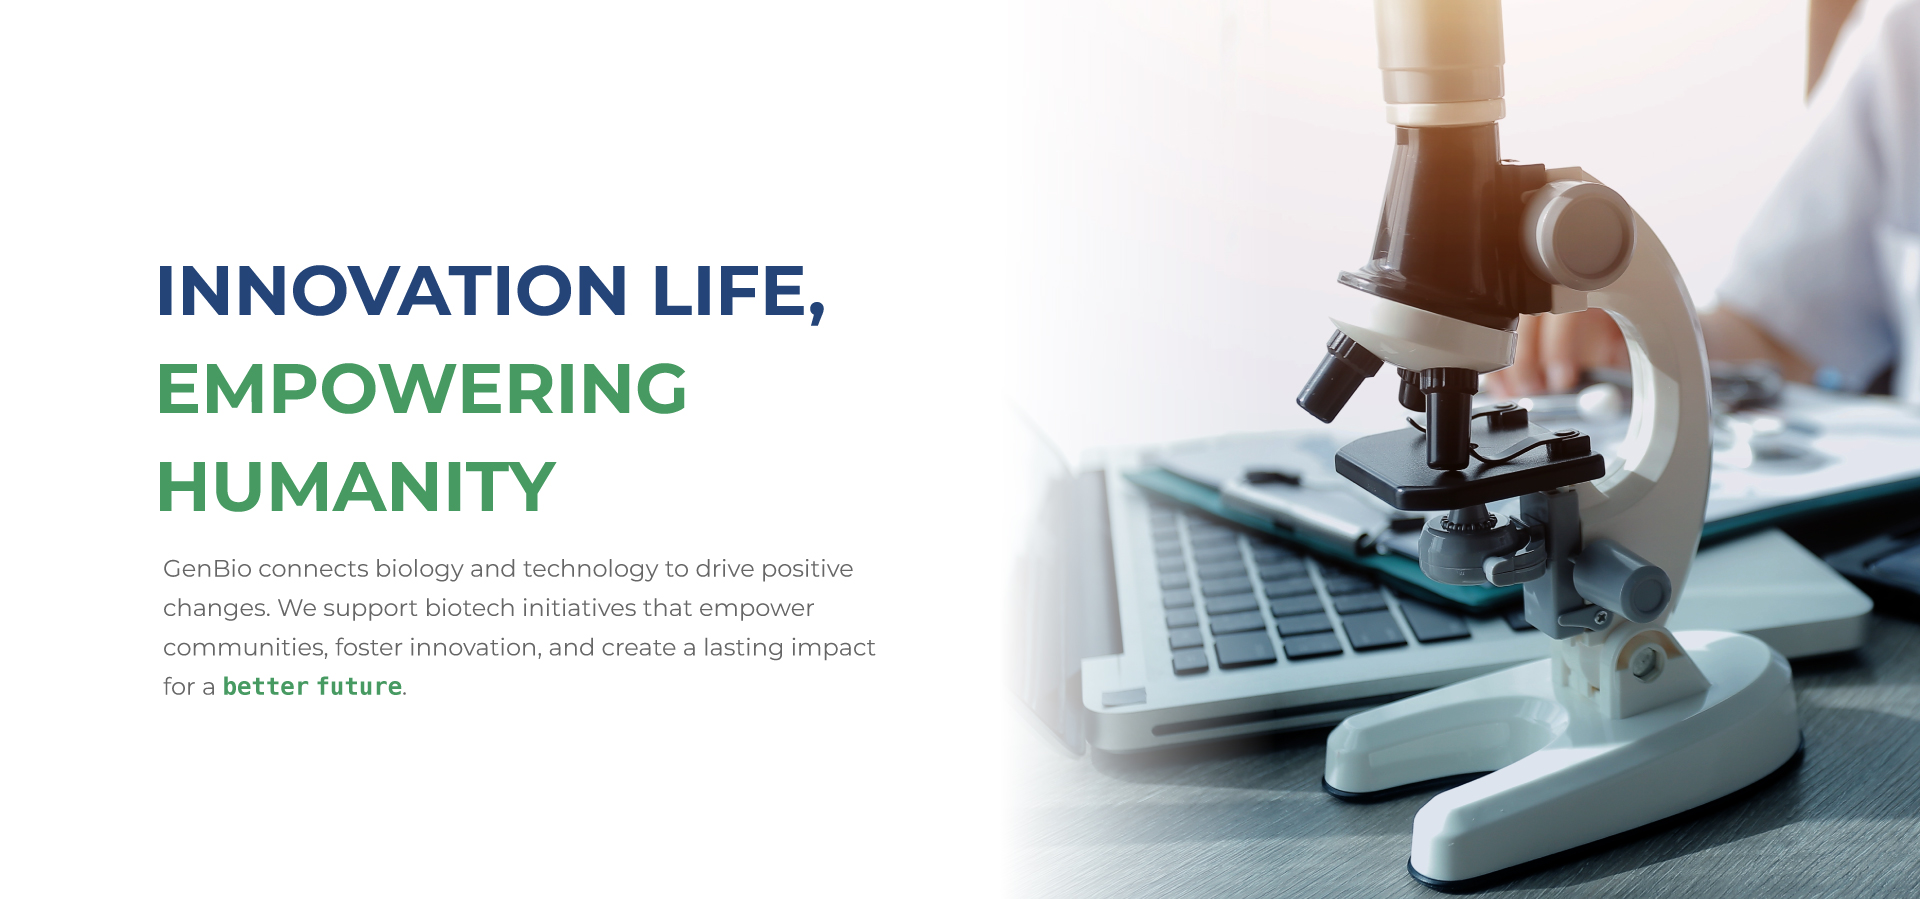 INNOVATION LIFE,
EMPOWERING
HUMANITY
GenBio connects biology and technology to drive positive
changes. We support biotech initiatives that empower
communities, foster innovation, and create a lasting impact
for a better future.